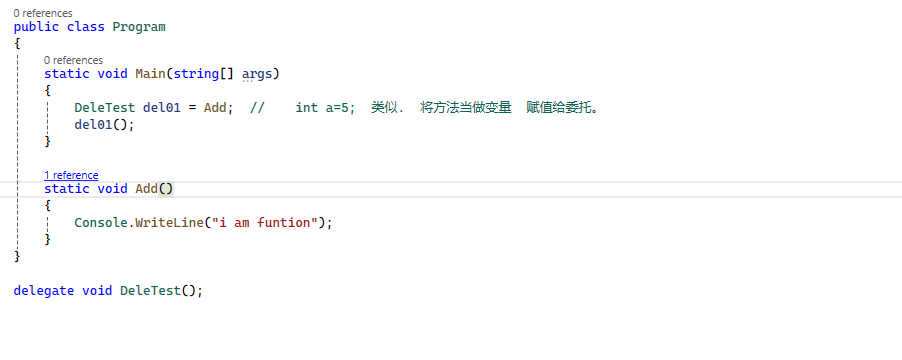 0 references
public class Program
{
0 references
static void Main(string[] args)
{
DeleTest del01 = Add;  //    int a=5;  类似.  将方法当做变量  赋值给委托。
del01();
}
1 reference
static void Add()
{
Console.WriteLine("i am funtion");
}
}
delegate void DeleTest();